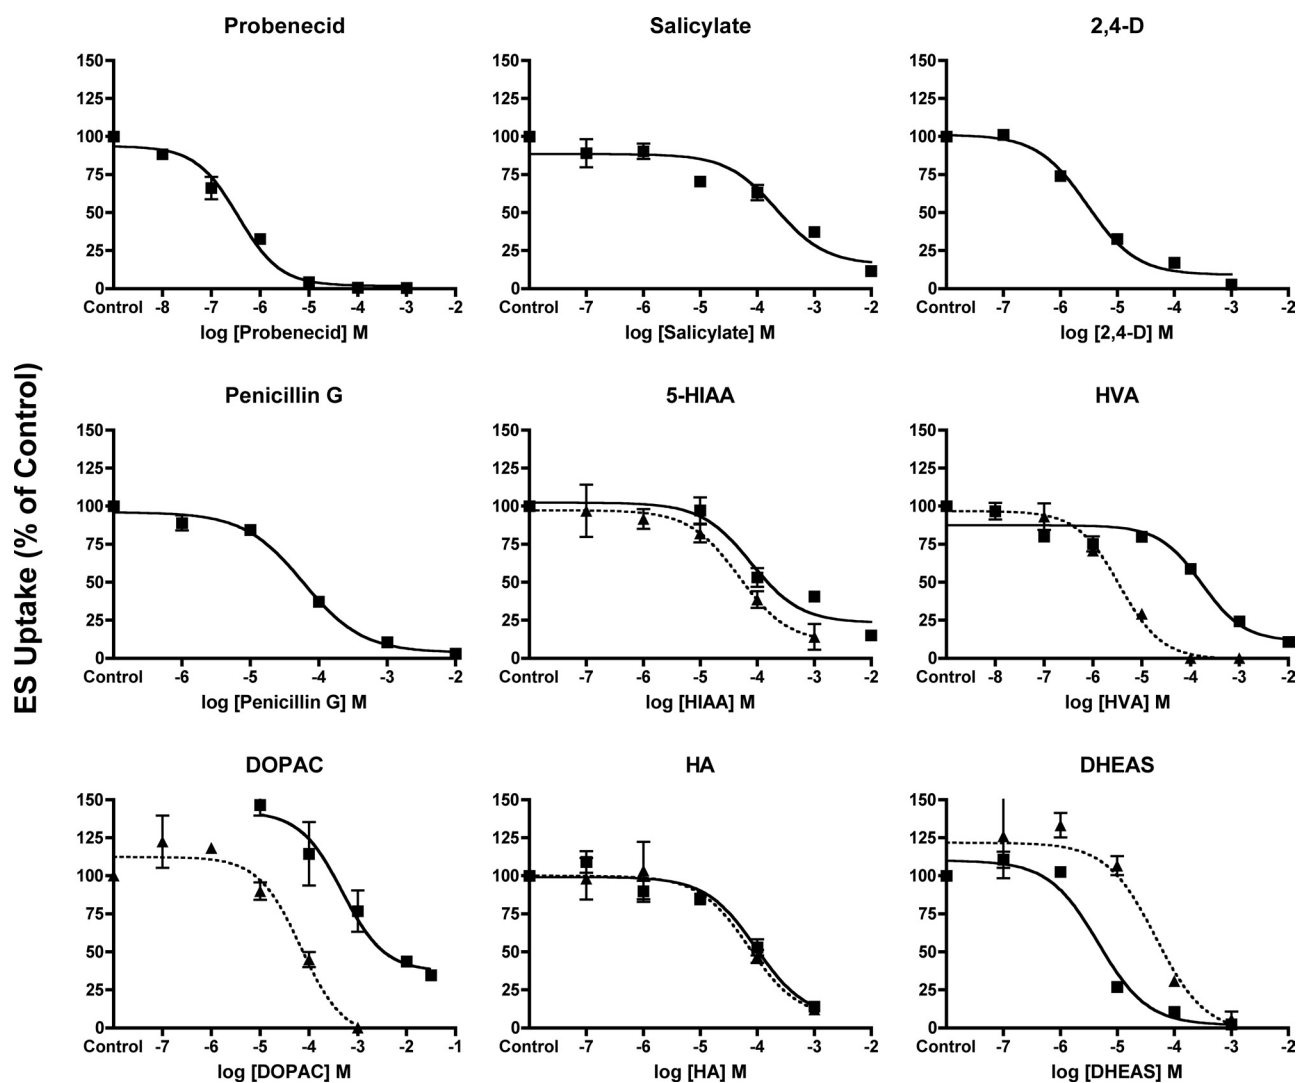 ES Uptake (% of Control)
Probenecid
150
125
100
75
50
25
0
Control -8 -7 -6 -5 -4 -3 -2
log [Probenecid] M
Salicylate
150
125
100
75
50
25
0
Control -7 -6 -5 -4 -3 -2
log [Salicylate] M
2,4-D
150
125
100
75
50
25
0
Control -7 -6 -5 -4 -3 -2
log [2,4-D] M
Penicillin G
150
125
100
75
50
25
0
Control -6 -5 -4 -3 -2
log [Penicillin G] M
5-HIAA
150
125
100
75
50
25
0
Control -7 -6 -5 -4 -3 -2
log [HIAA] M
HVA
150
125
100
75
50
25
0
Control -8 -7 -6 -5 -4 -3 -2
log [HVA] M
DOPAC
150
125
100
75
50
25
0
Control -7 -6 -5 -4 -3 -2 -1
log [DOPAC] M
HA
150
125
100
75
50
25
0
Control -7 -6 -5 -4 -3 -2
log [HA] M
DHEAS
150
125
100
75
50
25
0
Control -7 -6 -5 -4 -3 -2
log [DHEAS] M